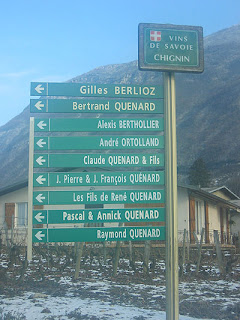 VINS
DE SAVOIE
CHIGNIN
Gilles BERLIOZ
Bertrand QUENARD
Alexis BERTHOLLIER
André ORTOLLAND
Claude QUENARD & Fils
J. Pierre & J. François QUÉNARD
Les Fils de René QUENARD
Pascal & Annick QUENARD
Raymond QUENARD